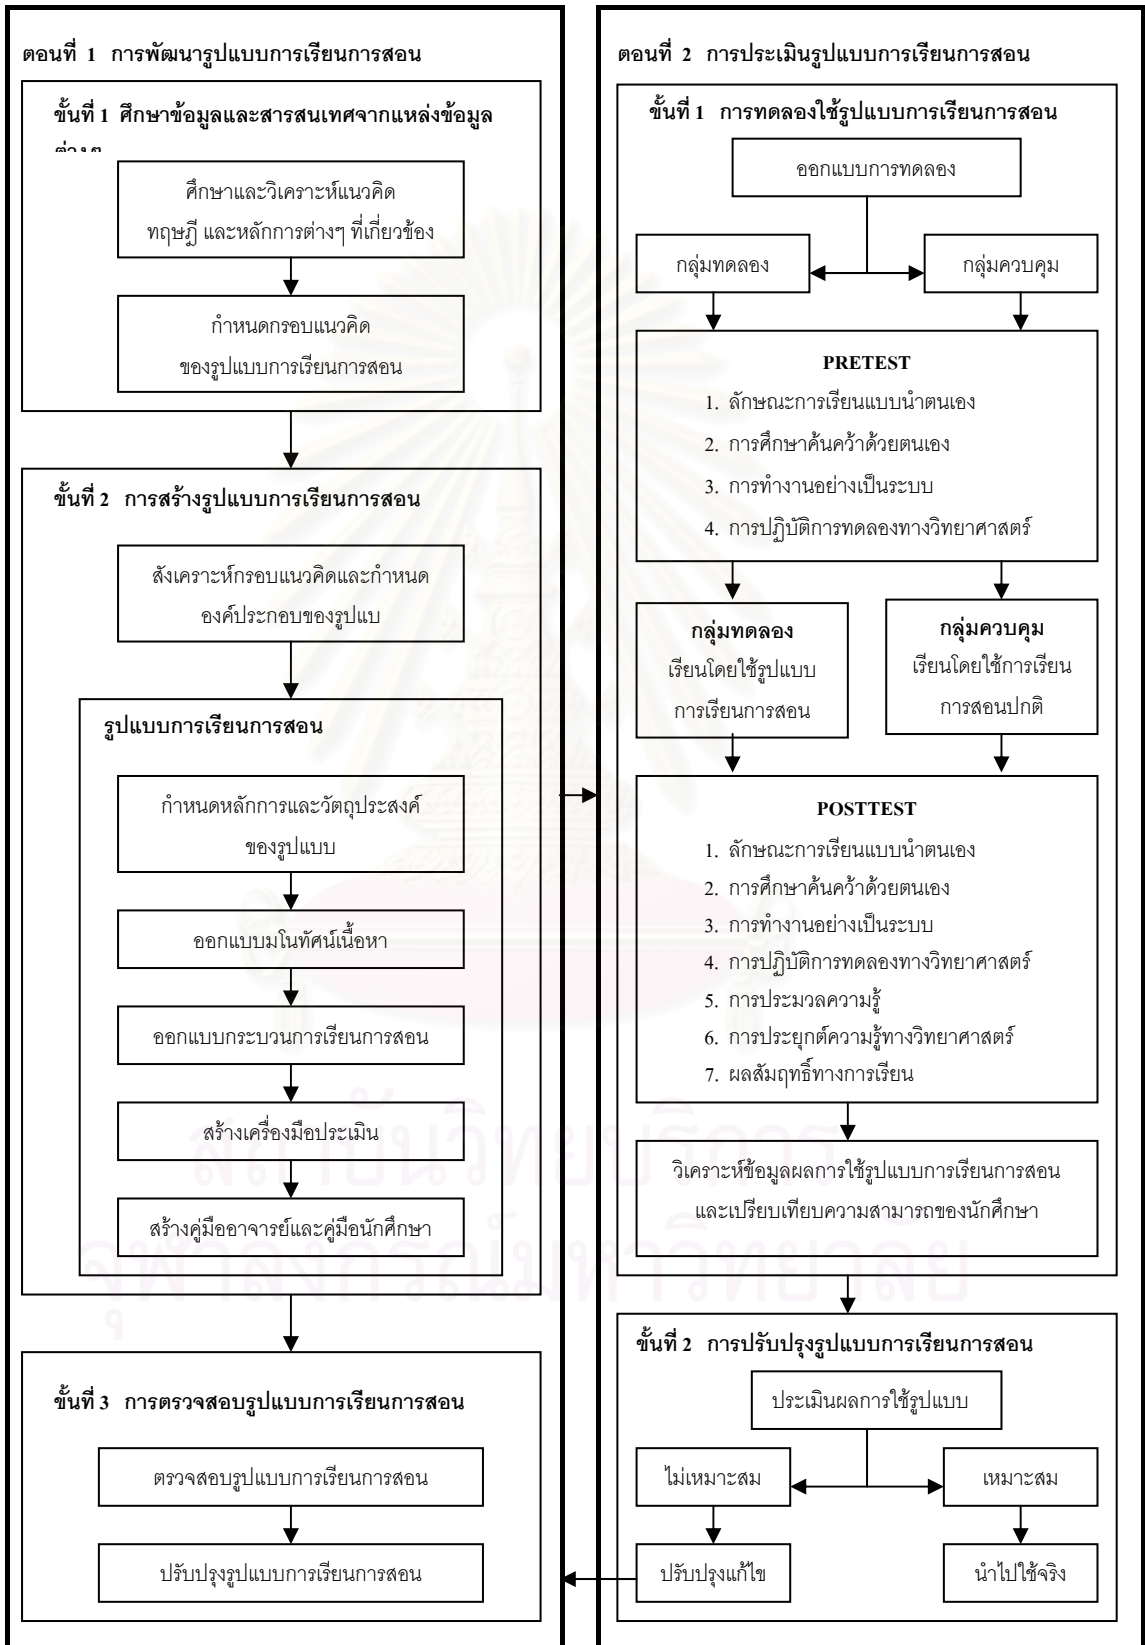 ตอนที่ 1 การพัฒนารูปแบบการเรียนการสอน
ขั้นที่ 1 ศึกษาข้อมูลและสารสนเทศจากแหล่งข้อมูล
ต่างๆ
ศึกษาและวิเคราะห์แนวคิด
ทฤษฎี และหลักการต่างๆ ที่เกี่ยวข้อง
กำหนดกรอบแนวคิด
ของรูปแบบการเรียนการสอน
ขั้นที่ 2 การสร้างรูปแบบการเรียนการสอน
สังเคราะห์กรอบแนวคิดและกำหนด
องค์ประกอบของรูปแบ
รูปแบบการเรียนการสอน
กำหนดหลักการและวัตถุประสงค์
ของรูปแบบ
ออกแบบมโนทัศน์เนื้อหา
ออกแบบกระบวนการเรียนการสอน
สร้างเครื่องมือประเมิน
สร้างคู่มืออาจารย์และคู่มือนักศึกษา
ขั้นที่ 3 การตรวจสอบรูปแบบการเรียนการสอน
ตรวจสอบรูปแบบการเรียนการสอน
ปรับปรุงรูปแบบการเรียนการสอน
ตอนที่ 2 การประเมินรูปแบบการเรียนการสอน
ขั้นที่ 1 การทดลองใช้รูปแบบการเรียนการสอน
ออกแบบการทดลอง
กลุ่มทดลอง
กลุ่มควบคุม
PRETEST
1. ลักษณะการเรียนแบบนำตนเอง
2. การศึกษาค้นคว้าด้วยตนเอง
3. การทำงานอย่างเป็นระบบ
4. การปฏิบัติการทดลองทางวิทยาศาสตร์
กลุ่มทดลอง
เรียนโดยใช้รูปแบบ
การเรียนการสอน
กลุ่มควบคุม
เรียนโดยใช้การเรียน
การสอนปกติ
POSTTEST
1. ลักษณะการเรียนแบบนำตนเอง
2. การศึกษาค้นคว้าด้วยตนเอง
3. การทำงานอย่างเป็นระบบ
4. การปฏิบัติการทดลองทางวิทยาศาสตร์
5. การประมวลความรู้
6. การประยุกต์ความรู้ทางวิทยาศาสตร์
7. ผลสัมฤทธิ์ทางการเรียน
วิเคราะห์ข้อมูลผลการใช้รูปแบบการเรียนการสอน
และเปรียบเทียบความสามารถของนักศึกษา
ขั้นที่ 2 การปรับปรุงรูปแบบการเรียนการสอน
ประเมินผลการใช้รูปแบบ
ไม่เหมาะสม
เหมาะสม
ปรับปรุงแก้ไข
นำไปใช้จริง
สถาบันวิทยบริการ
จุฬาลงกรณ์มหาวิทยาลัย